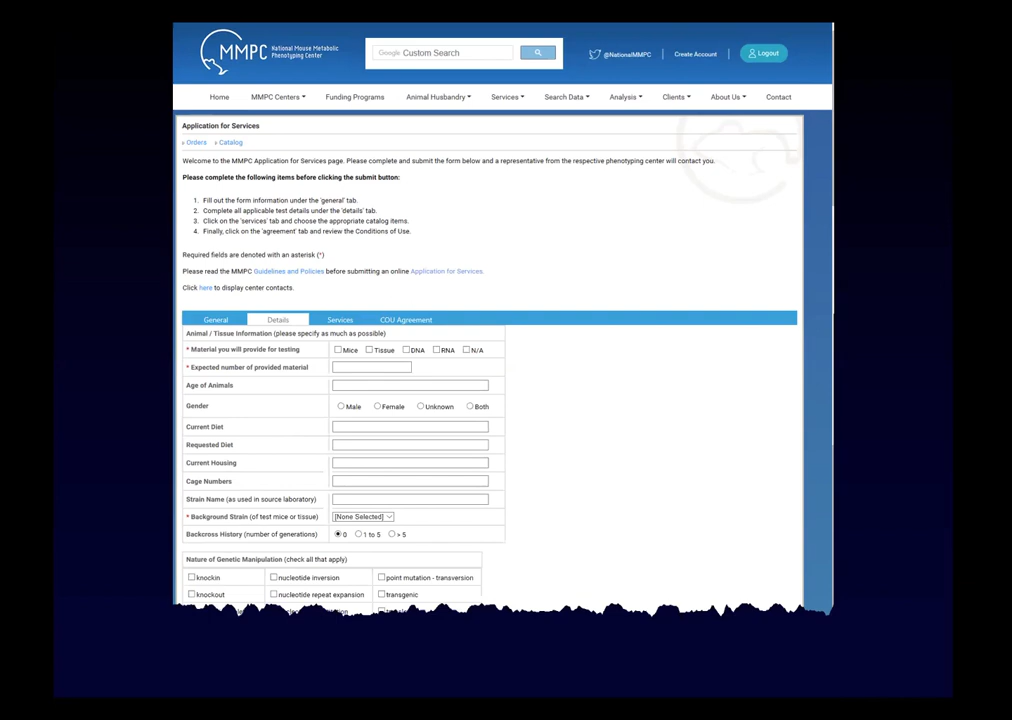 MMPC National Mouse Metabolic
Phenotyping Center
Google Custom Search
@NationalMMPC | Create Account | Logout
Home MMPC Centers Funding Programs Animal Husbandry Services Search Data Analysis Clients About Us Contact
Application for Services
Orders Catalog
Welcome to the MMPC Application for Services page. Please complete and submit the form below and a representative from the respective phenotyping center will contact you.
Please complete the following items before clicking the submit button:
1. Fill out the form information under the 'general' tab.
2. Complete all applicable test details under the 'details' tab.
3. Click on the 'services' tab and choose the appropriate catalog items.
4. Finally, click on the 'agreement' tab and review the Conditions of Use.
Required fields are denoted with an asterisk (*)
Please read the MMPC Guidelines and Policies before submitting an online Application for Services.
Click here to display center contacts.
General Details Services COU Agreement
Animal / Tissue Information (please specify as much as possible)
* Material you will provide for testing Mice Tissue DNA RNA N/A
* Expected number of provided material
Age of Animals
Gender Male Female Unknown Both
Current Diet
Requested Diet
Current Housing
Cage Numbers
Strain Name (as used in source laboratory)
* Background Strain (of test mice or tissue) [None Selected]
Backcross History (number of generations) 0 1 to 5 > 5
Nature of Genetic Manipulation (check all that apply)
knockin nucleotide inversion point mutation - transversion
knockout nucleotide repeat expansion transgenic